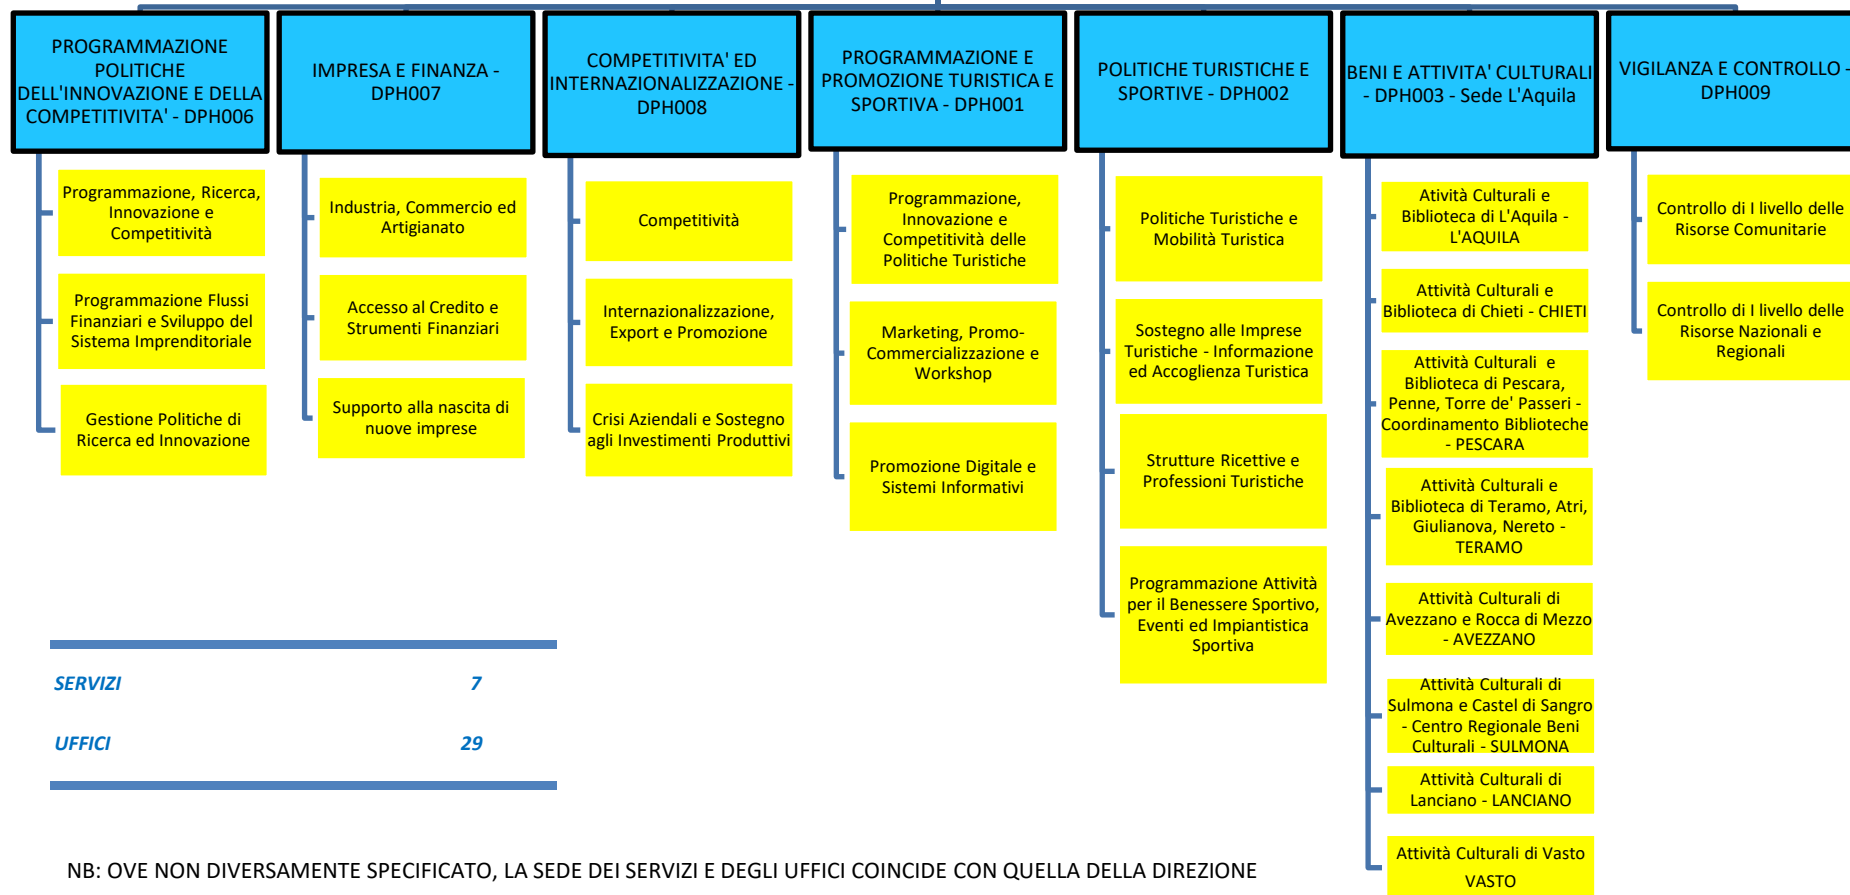 PROGRAMMAZIONE
POLITICHE
DELL'INNOVAZIONE E DELLA
COMPETITIVITA' - DPH006
IMPRESA E FINANZA -
DPH007
COMPETITIVITA' ED
INTERNAZIONALIZZAZIONE -
DPH008
PROGRAMMAZIONE E
PROMOZIONE TURISTICA E
SPORTIVA - DPH001
POLITICHE TURISTICHE E
SPORTIVE - DPH002
BENI E ATTIVITA' CULTURALI
- DPH003 - Sede L'Aquila
VIGILANZA E CONTROLLO -
DPH009
Programmazione, Ricerca,
Innovazione e
Competitività
Programmazione Flussi
Finanziari e Sviluppo del
Sistema Imprenditoriale
Gestione Politiche di
Ricerca ed Innovazione
Industria, Commercio ed
Artigianato
Accesso al Credito e
Strumenti Finanziari
Supporto alla nascita di
nuove imprese
Competitività
Internazionalizzazione,
Export e Promozione
Crisi Aziendali e Sostegno
agli Investimenti Produttivi
Programmazione,
Innovazione e
Competitività delle
Politiche Turistiche
Marketing, Promo-
Commercializzazione e
Workshop
Promozione Digitale e
Sistemi Informativi
Politiche Turistiche e
Mobilità Turistica
Sostegno alle Imprese
Turistiche - Informazione
ed Accoglienza Turistica
Strutture Ricettive e
Professioni Turistiche
Programmazione Attività
per il Benessere Sportivo,
Eventi ed Impiantistica
Sportiva
Atività Culturali e
Biblioteca di L'Aquila -
L'AQUILA
Attività Culturali e
Biblioteca di Chieti - CHIETI
Attività Culturali  e
Biblioteca di Pescara,
Penne, Torre de' Passeri -
Coordinamento Biblioteche
- PESCARA
Attività Culturali e
Biblioteca di Teramo, Atri,
Giulianova, Nereto -
TERAMO
Attività Culturali di
Avezzano e Rocca di Mezzo
- AVEZZANO
Attività Culturali di
Sulmona e Castel di Sangro
- Centro Regionale Beni
Culturali - SULMONA
Attività Culturali di
Lanciano - LANCIANO
Attività Culturali di Vasto
VASTO
Controllo di I livello delle
Risorse Comunitarie
Controllo di I livello delle
Risorse Nazionali e
Regionali
SERVIZI 7
UFFICI 29
NB: OVE NON DIVERSAMENTE SPECIFICATO, LA SEDE DEI SERVIZI E DEGLI UFFICI COINCIDE CON QUELLA DELLA DIREZIONE